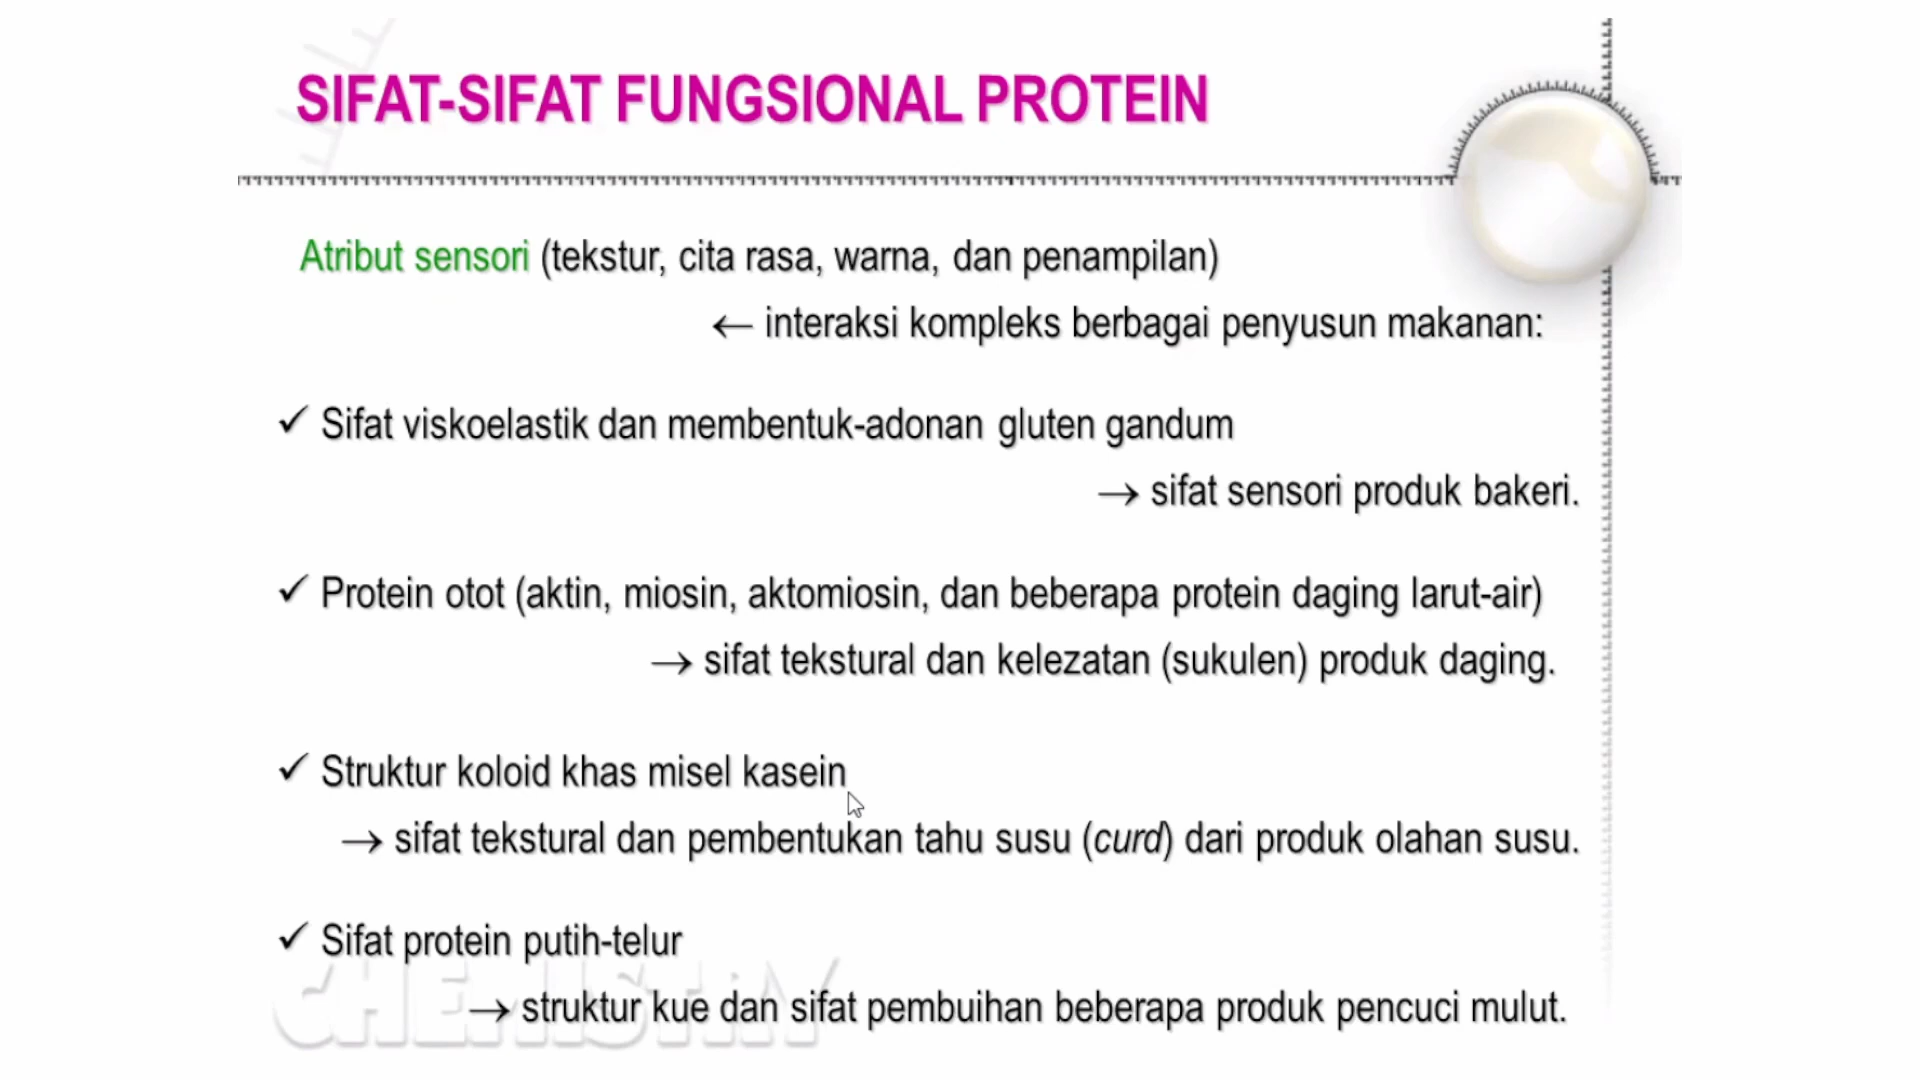 SIFAT-SIFAT FUNGSIONAL PROTEIN
Atribut sensori (tekstur, cita rasa, warna, dan penampilan)
← interaksi kompleks berbagai penyusun makanan:
✓ Sifat viskoelastik dan membentuk-adonan gluten gandum
→ sifat sensori produk bakeri.
✓ Protein otot (aktin, miosin, aktomiosin, dan beberapa protein daging larut-air)
→ sifat tekstural dan kelezatan (sukulen) produk daging.
✓ Struktur koloid khas misel kasein
→ sifat tekstural dan pembentukan tahu susu (curd) dari produk olahan susu.
✓ Sifat protein putih-telur
→ struktur kue dan sifat pembuihan beberapa produk pencuci mulut.
CHEMISTRY